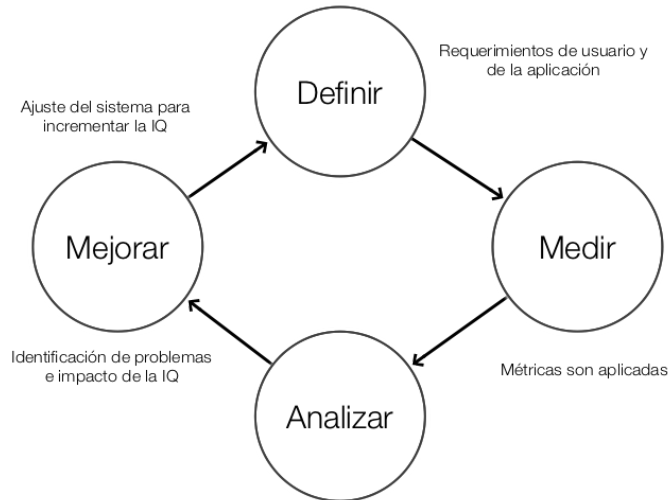 Definir
Requerimientos de usuario y
de la aplicación
Ajuste del sistema para
incrementar la IQ
Mejorar
Medir
Identificación de problemas
e impacto de la IQ
Métricas son aplicadas
Analizar